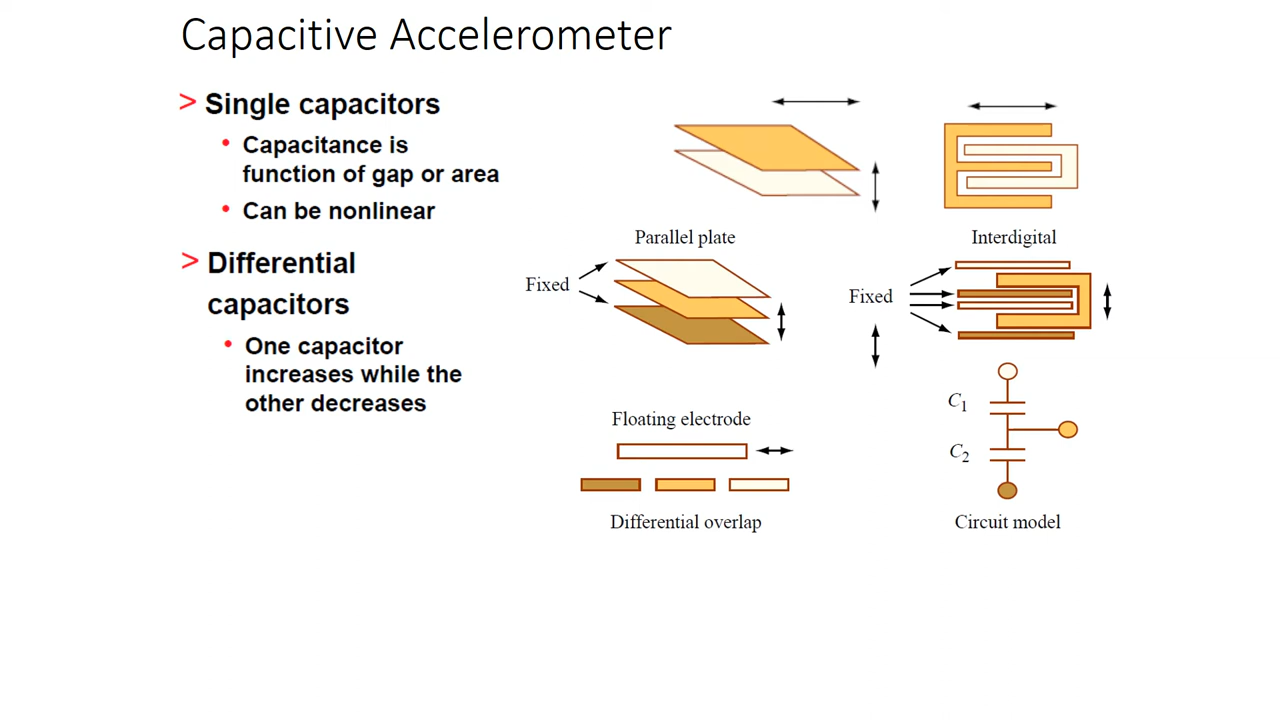 Capacitive Accelerometer
> Single capacitors
• Capacitance is
function of gap or area
• Can be nonlinear
> Differential
capacitors
• One capacitor
increases while the
other decreases
Parallel plate
Interdigital
Fixed
Fixed
Floating electrode
Differential overlap
C1
C2
Circuit model